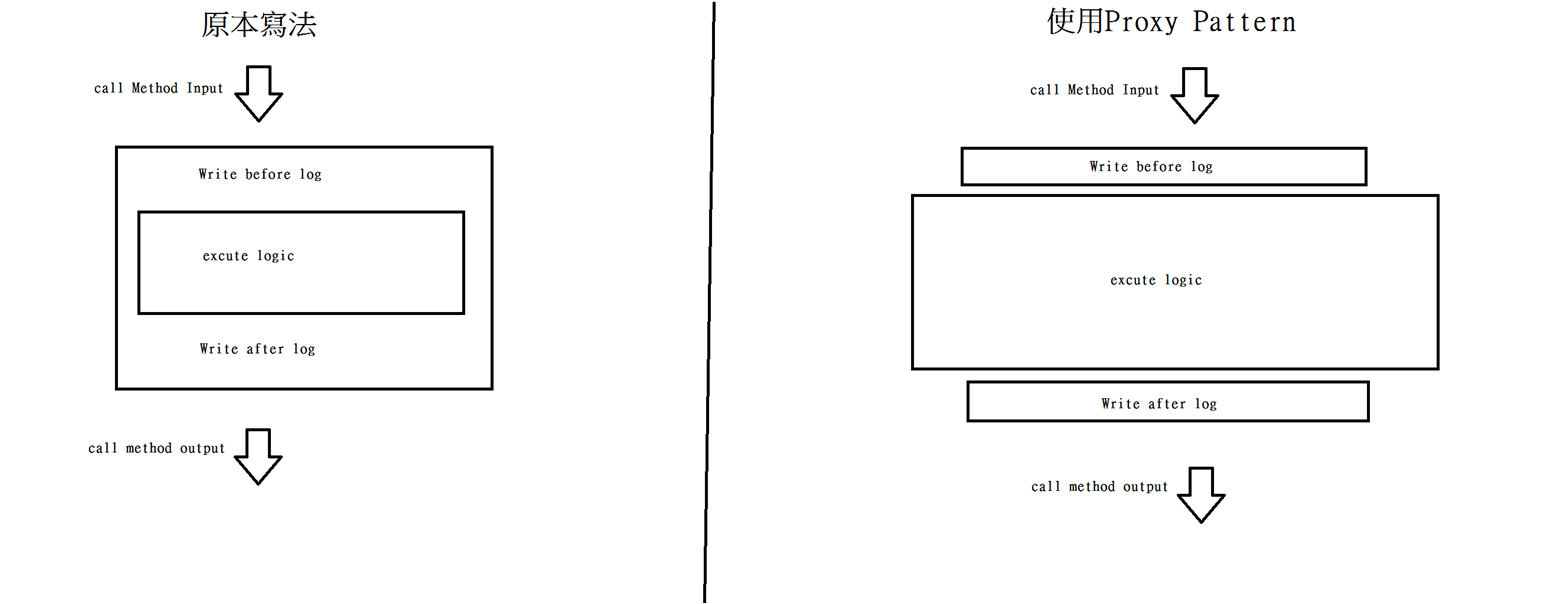 原本寫法
call Method Input
Write before log
excute logic
Write after log
call method output
使用Proxy Pattern
call Method Input
Write before log
excute logic
Write after log
call method output